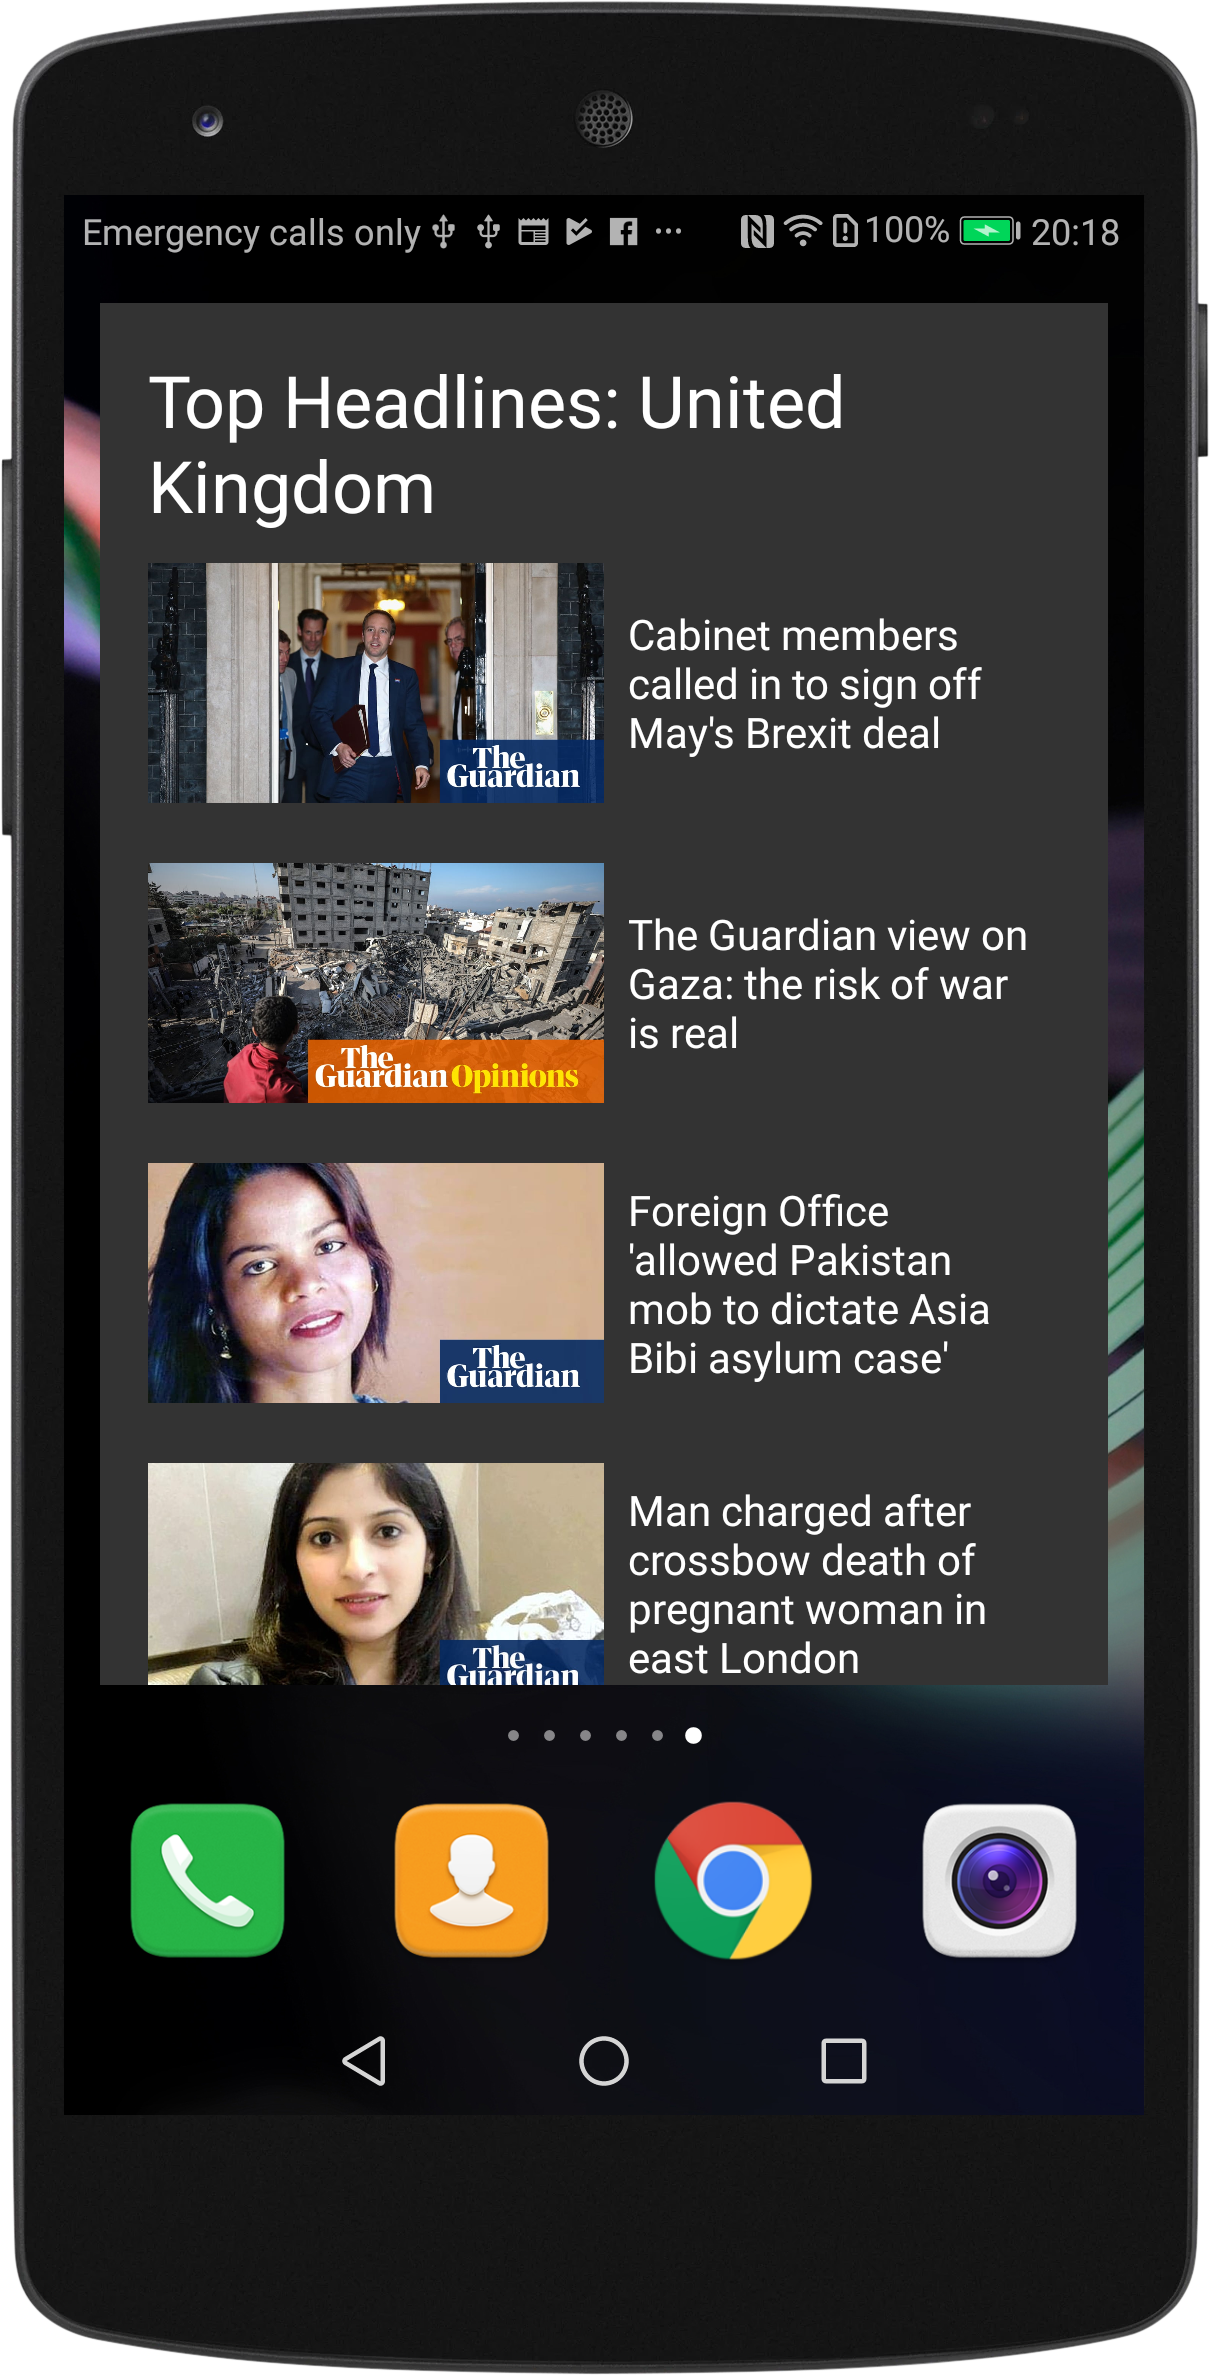 Emergency calls only
100%
20:18
Top Headlines: United
Kingdom
Cabinet members
called in to sign off
May's Brexit deal
The
Guardian
The Guardian view on
Gaza: the risk of war
is real
The
Guardian Opinions
Foreign Office
'allowed Pakistan
mob to dictate Asia
Bibi asylum case'
The
Guardian
Man charged after
crossbow death of
pregnant woman in
east London
The
Guardian